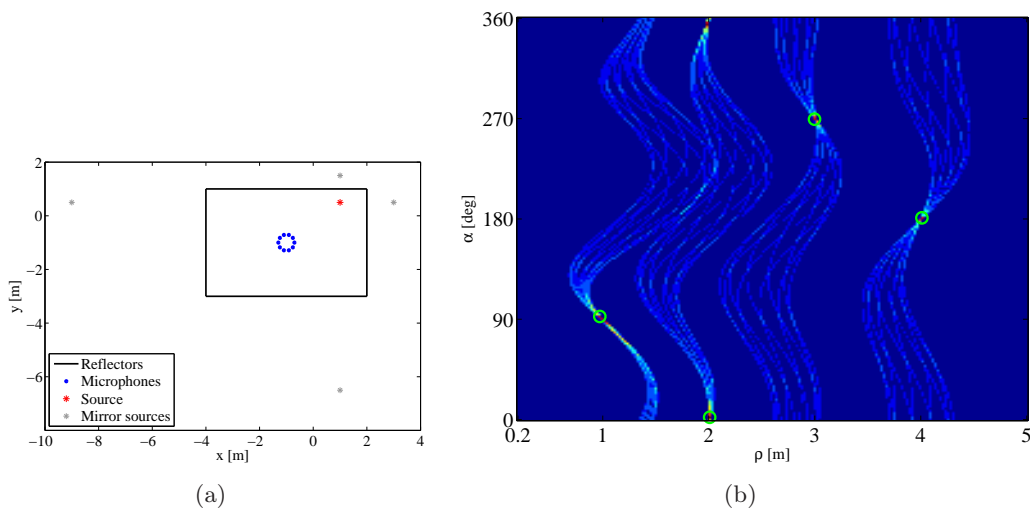 2
0
−2
−4
−6
y [m]
−10
−8
−6
−4
−2
0
2
4
x [m]
Reflectors
Microphones
Source
Mirror sources
(a)
360
270
180
90
0
α [deg]
0.2
1
2
3
4
5
ρ [m]
(b)